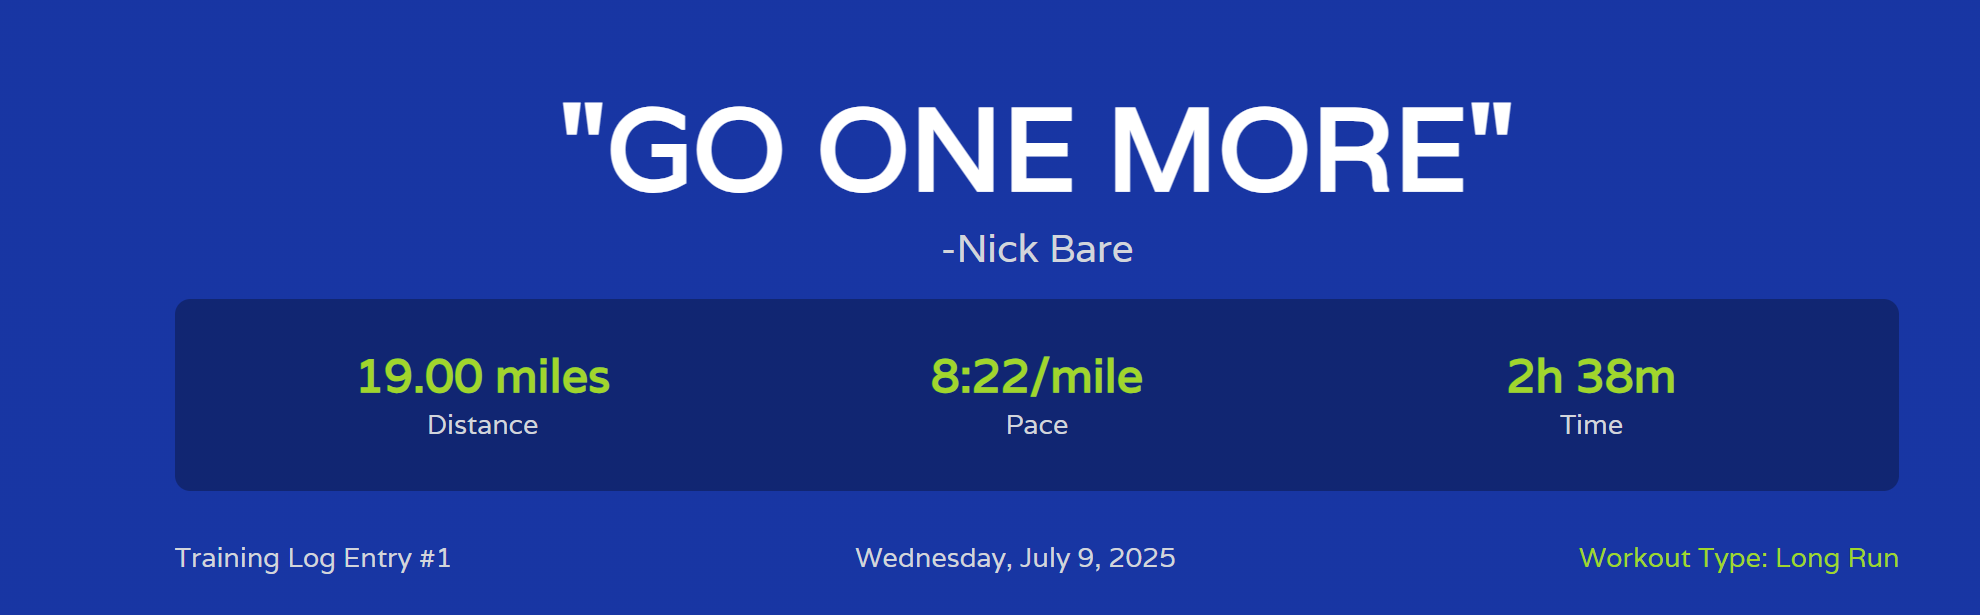 "GO ONE MORE"
-Nick Bare
19.00 miles 8:22/mile 2h 38m
Distance Pace Time
Training Log Entry #1 Wednesday, July 9, 2025 Workout Type: Long Run